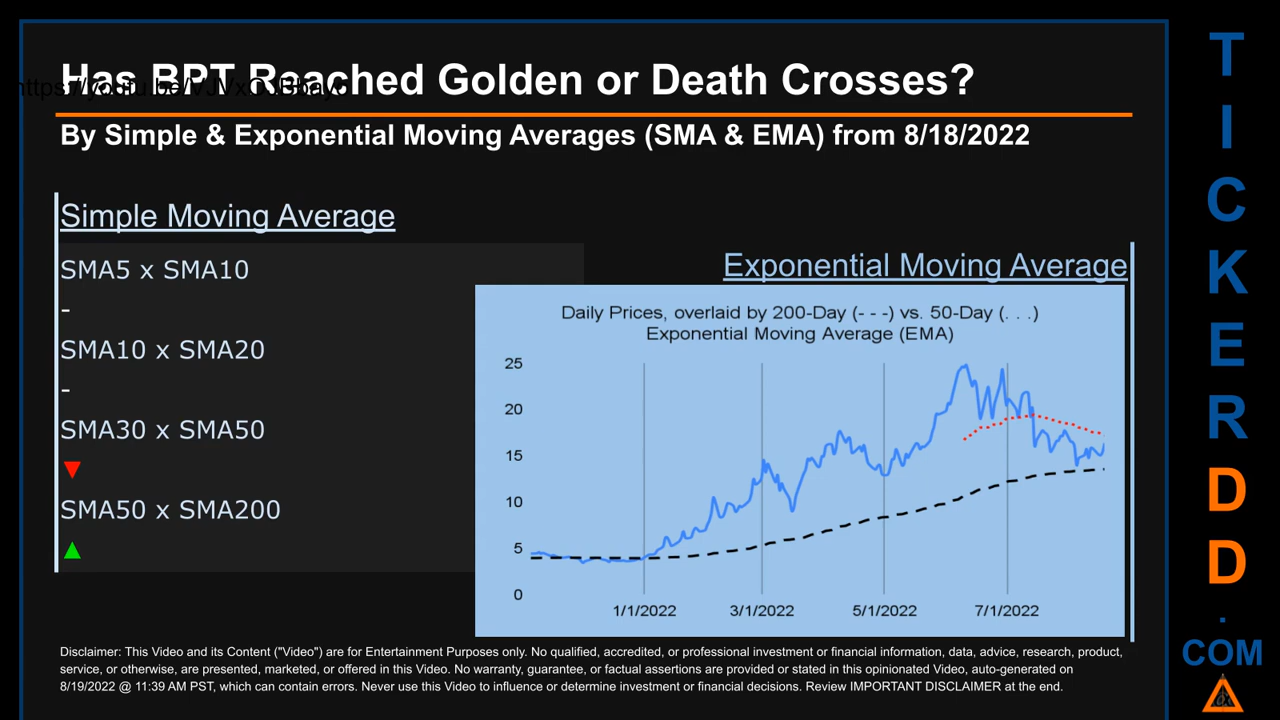 Has BPT Reached Golden or Death Crosses?
By Simple & Exponential Moving Averages (SMA & EMA) from 8/18/2022
Simple Moving Average
SMA5 x SMA10
-
SMA10 x SMA20
-
SMA30 x SMA50
▼
SMA50 x SMA200
▲
Exponential Moving Average
Daily Prices, overlaid by 200-Day (- - -) vs. 50-Day (. . .)
Exponential Moving Average (EMA)
25
20
15
10
5
0
1/1/2022 3/1/2022 5/1/2022 7/1/2022
Disclaimer: This Video and its Content ("Video") are for Entertainment Purposes only. No qualified, accredited, or professional investment or financial information, data, advice, research, product,
service, or otherwise, are presented, marketed, or offered in this Video. No warranty, guarantee, or factual assertions are provided or stated in this opinionated Video, auto-generated on
8/19/2022 @ 11:39 AM PST, which can contain errors. Never use this Video to influence or determine investment or financial decisions. Review IMPORTANT DISCLAIMER at the end.
T
I
C
K
E
R
D
D
.
COM